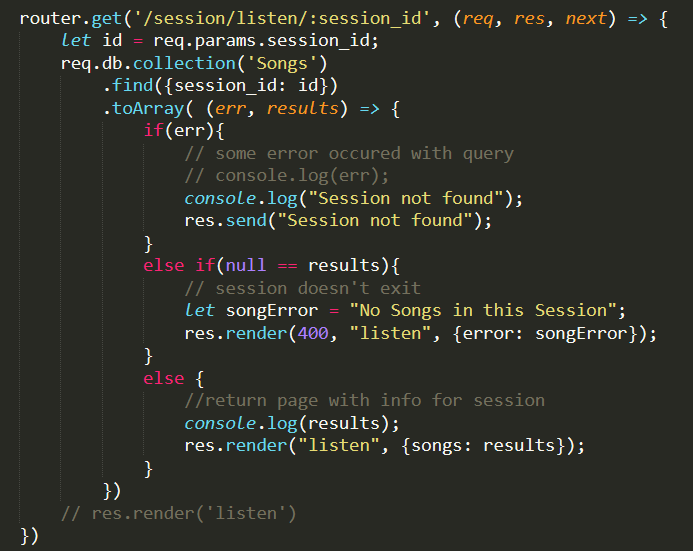 router.get('/session/listen/:session_id', (req, res, next) => {
    let id = req.params.session_id;
    req.db.collection('Songs')
        .find({session_id: id})
        .toArray( (err, results) => {
            if(err){
                // some error occured with query
                // console.log(err);
                console.log("Session not found");
                res.send("Session not found");
            }
            else if(null == results){
                // session doesn't exit
                let songError = "No Songs in this Session";
                res.render(400, "listen", {error: songError});
            }
            else {
                //return page with info for session
                console.log(results);
                res.render("listen", {songs: results});
            }
        })
    // res.render('listen')
})